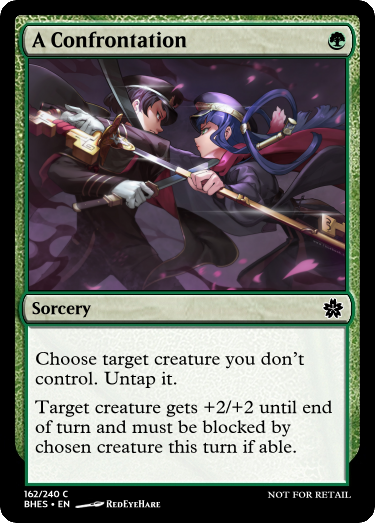 A Confrontation
Sorcery
Choose target creature you don't
control. Untap it.
Target creature gets +2/+2 until end
of turn and must be blocked by
chosen creature this turn if able.
162/240 C
NOT FOR RETAIL
BHES • EN REDEYEHARE